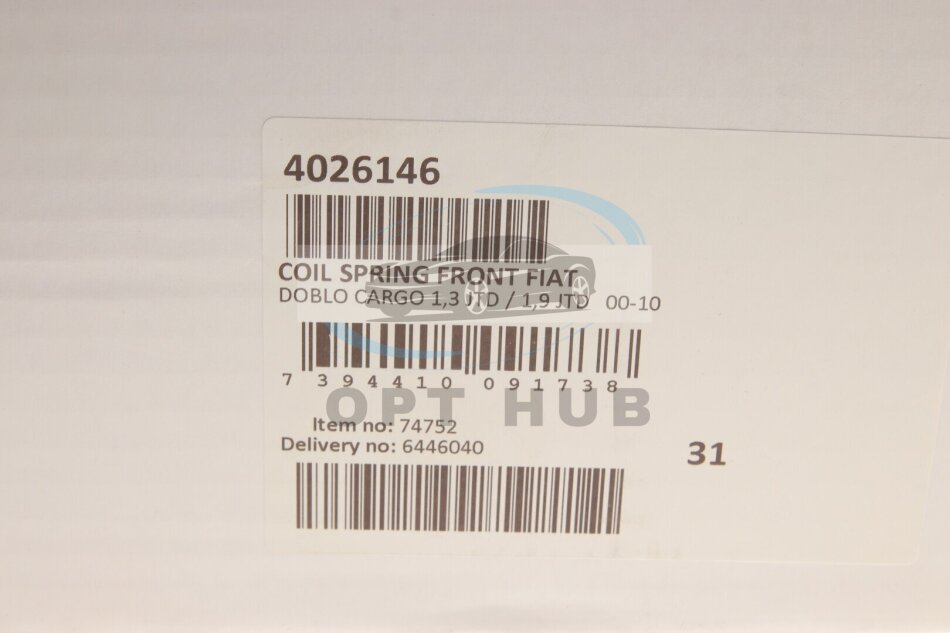 4026146
COIL SPRING FRONT FIAT
DOBLO CARGO 1,3 JTD / 1,9 JTD 00-10
7 394410 091738
OPT HUB
Item no: 74752
Delivery no: 6446040
31